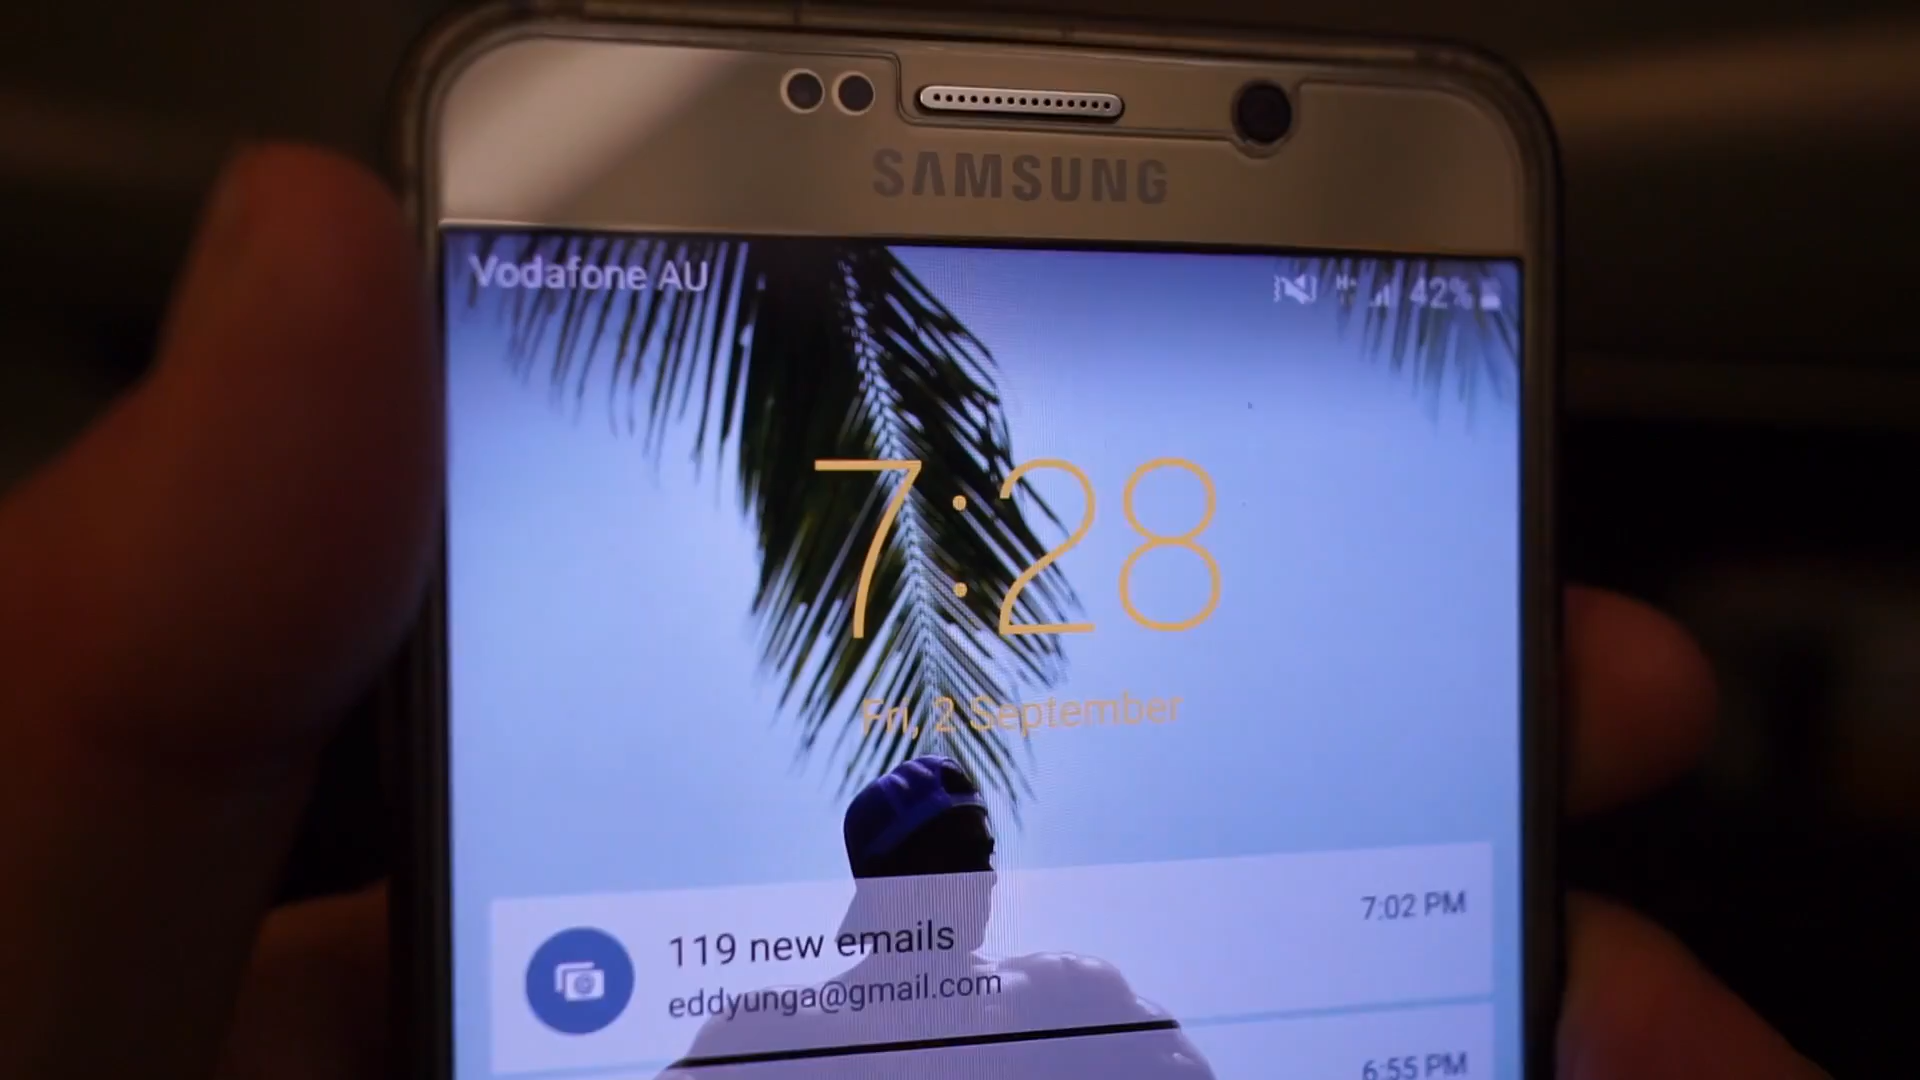 SAMSUNG
Vodafone AU
42%
7:28
Fri, 2 September
7:02 PM
119 new emails
eddyunga@gmail.com
6:55 PM